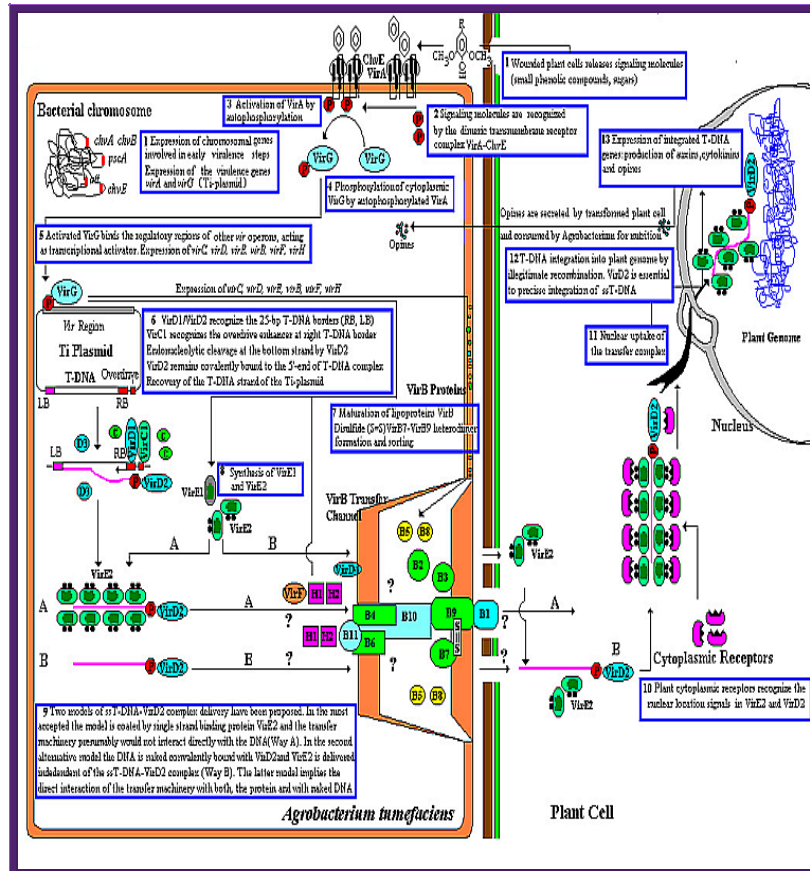 R
CH3O
OCH3
ChvE
VirA
1 Wounded plant cells releases signaling molecules
(small phenolic compounds, sugars)
3 Activation of VirA by
autophosphorylation
P P
P
P
2 Signaling molecules are recognized
by the dimeric transmembrane receptor
complex VirA-ChvE
Bacterial chromosome
chvA chvB
pscA
att
chvE
1 Expression of chromosomal genes
involved in early virulence steps
Expression of the virulence genes
virA and virG (Ti-plasmid)
P
VirG
VirG
4 Phosphorylation of cytoplasmic
VirG by autophosphorylated VirA
13 Expression of integrated T-DNA
genes: production of auxins,cytokinins
and opines
VirD2
P
5 Activated VirG binds the regulatory regions of other vir operons, acting
as transcriptional activator. Expression of virC, virD, virE, virB, virF, virH
Opines
Opines are secreted by transformed plant cell
and consumed by Agrobacterium for nutrition
12T-DNA integration into plant genome by
illegitimate recombination. VirD2 is essential
to precise integration of ssT-DNA
VirG
P
Expression of virC, virD, virE, virB, virF, virH
Vir Region
Ti Plasmid
T-DNA
Overdrive
LB
RB
6 VirD1/VirD2 recognize the 25-bp T-DNA borders (RB, LB)
VirC1 recognizes the overdrive enhancer at right T-DNA border
Endonucleolytic cleavage at the bottom strand by VirD2
VirD2 remains covalently bound to the 5'-end of T-DNA complex
Recovery of the T-DNA strand of the Ti-plasmid
11 Nuclear uptake of
the transfer complex
Plant Genome
Nucleus
VirB Proteins
7 Maturation of lipoproteins VirB
Disulfide (S=S)VirB7-VirB9 heterodimer
formation and sorting
D3
C
C
C
VirD1
VirC1
LB
RB
P
VirD2
D3
8 Synthesis of VirE1
and VirE2
VirE1
VirE2
VirB Transfer
Channel
VirD2
P
B5
B8
VirE2
A
B
VirE2
VirD4
?
B2
B3
A
P
VirD2
A
?
VirF
H1
H2
H1
H2
?
B4
B10
B9
B1
?
A
B11
B6
S=S
B7
?
B
P
VirD2
B
B5
B8
P
VirD2
B
VirE2
Cytoplasmic Receptors
10 Plant cytoplasmic receptors recognize the
nuclear location signals in VirE2 and VirD2
9 Two models of ssT-DNA-VirD2 complex delivery have been proposed. In the most
accepted the model is coated by single strand binding protein VirE2 and the transfer
machinery presumably would not interact directly with the DNA(Way A). In the second
alternative model the DNA is naked convalently bound with VirD2and VirE2 is delivered
independent of the ssT-DNA-VirD2 complex (Way B). The latter model implies the
direct interaction of the transfer machinery with both, the protein and with naked DNA
Agrobacterium tumefaciens
Plant Cell